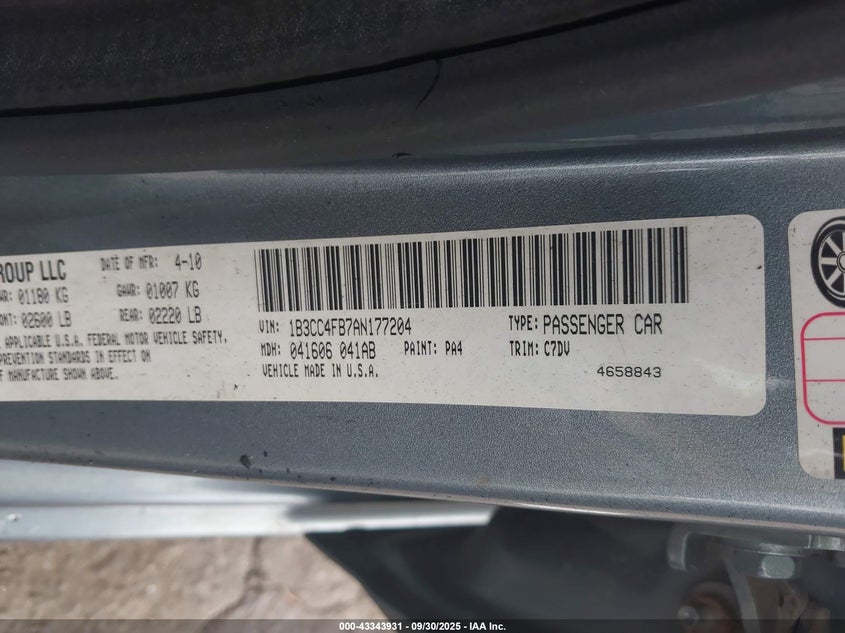 GROUP LLC DATE OF MFR: 4-10
01180 KG GAWR: 01007 KG
02600 LB REAR: 02220 LB
APPLICABLE U.S.A. FEDERAL MOTOR VEHICLE SAFETY,
PREVENTION STANDARDS IN EFFECT ON
OF MANUFACTURE SHOWN ABOVE.
VIN: 1B3CC4FB7AN177204 TYPE: PASSENGER CAR
MDH: 041606 041AB PAINT: PA4 TRIM: C7DV
VEHICLE MADE IN U.S.A. 4658843
000-43343931 - 09/30/2025 - IAA Inc.